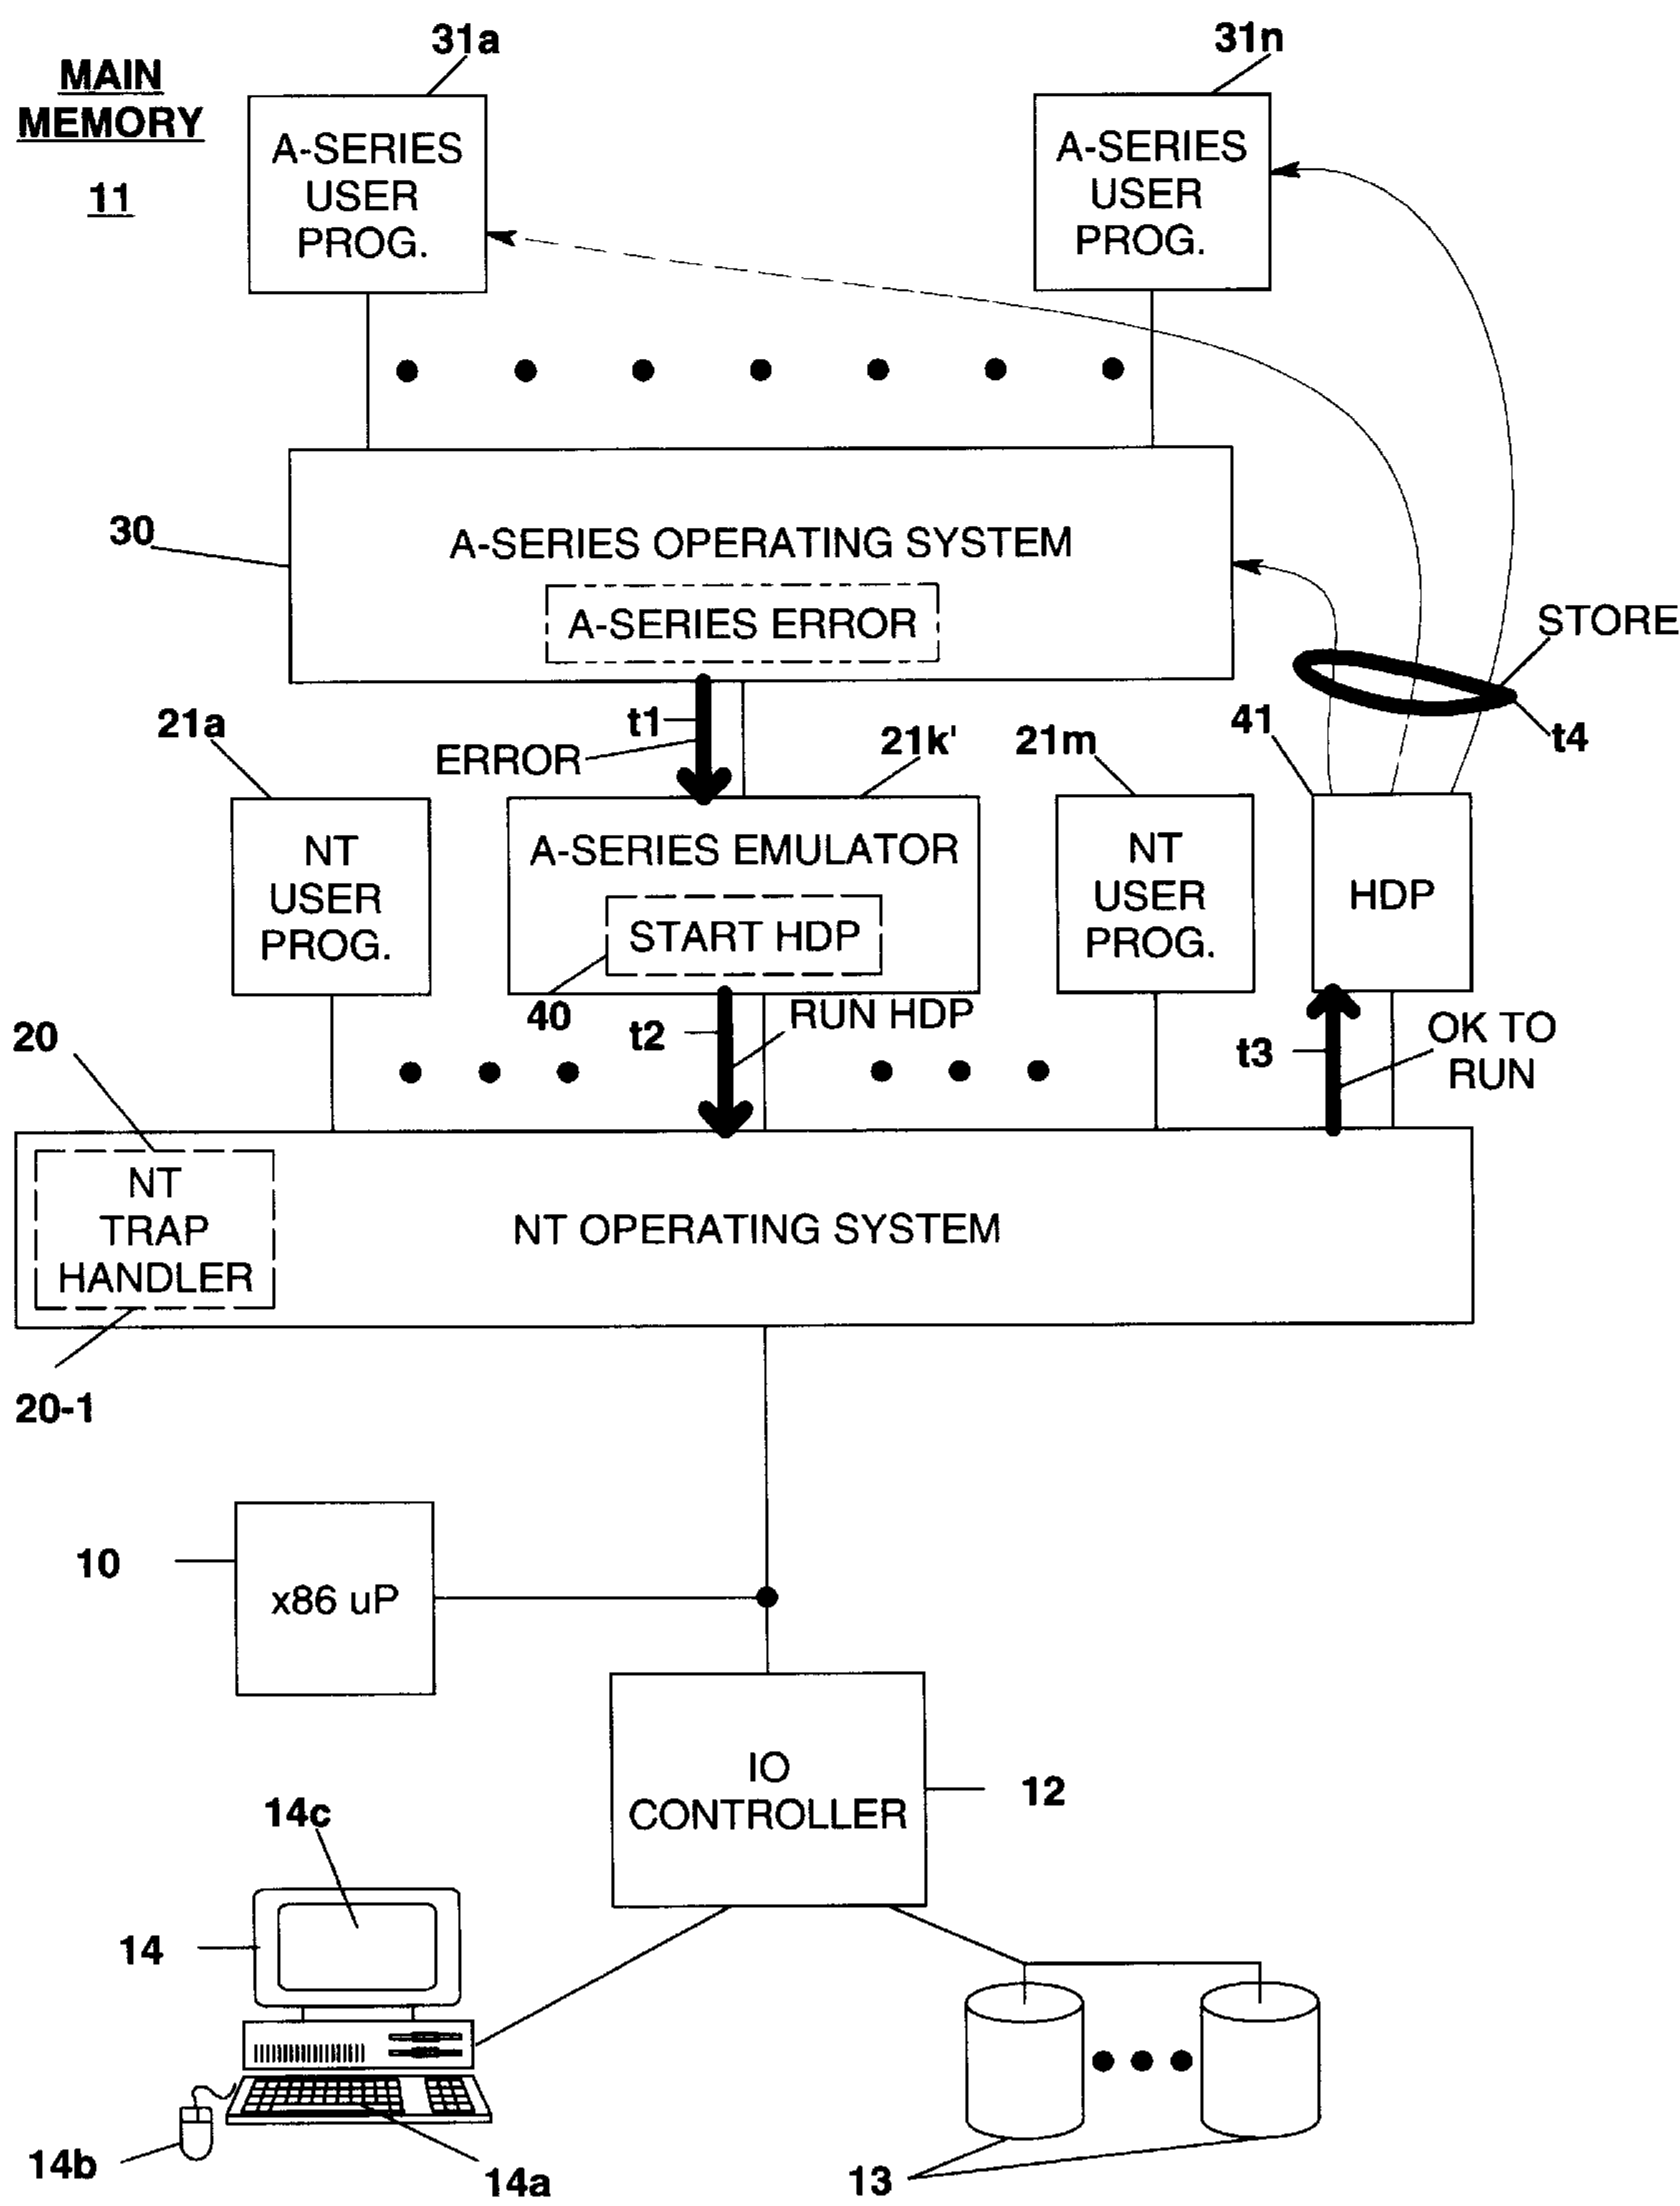 31a
31n
MAIN
MEMORY
11
A-SERIES
USER
PROG.
A-SERIES
USER
PROG.
30
A-SERIES OPERATING SYSTEM
A-SERIES ERROR
STORE
t4
t1
ERROR
21a
21k'
21m
41
NT
USER
PROG.
A-SERIES EMULATOR
START HDP
NT
USER
PROG.
HDP
40
t2
RUN HDP
t3
OK TO
RUN
20
NT
TRAP
HANDLER
NT OPERATING SYSTEM
20-1
10
x86 uP
IO
CONTROLLER
12
14c
14
14b
14a
13